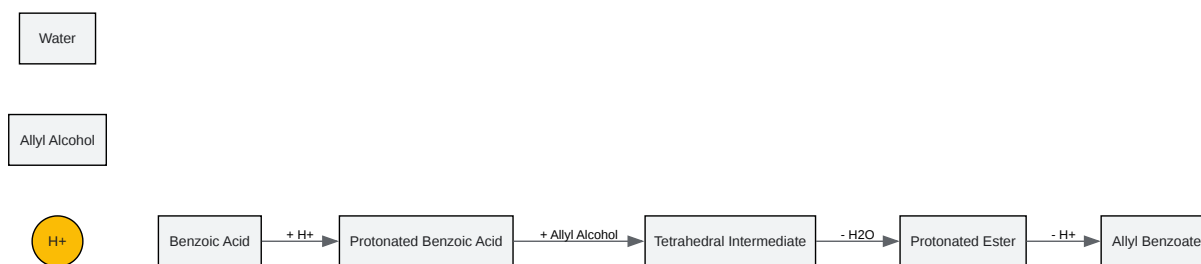 Water
Allyl Alcohol
H+
Benzoic Acid
+ H+
Protonated Benzoic Acid
+ Allyl Alcohol
Tetrahedral Intermediate
- H2O
Protonated Ester
- H+
Allyl Benzoate